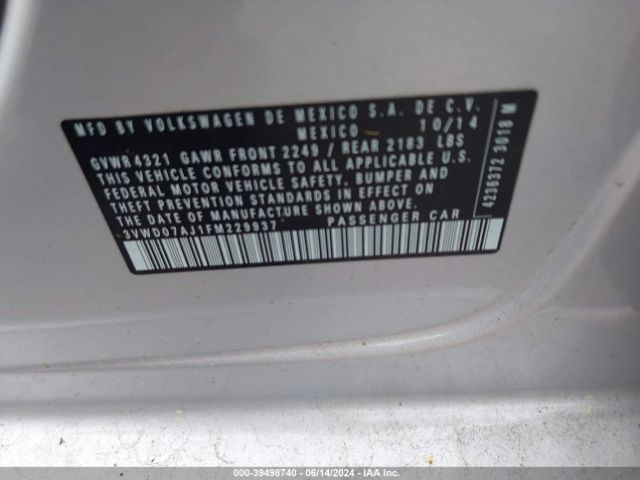 MFD BY VOLKSWAGEN DE MEXICO S.A. DE C.V.
MEXICO 10/14
GVWR 4321 GAWR FRONT 2249 / REAR 2183 LBS
THIS VEHICLE CONFORMS TO ALL APPLICABLE U.S.
FEDERAL MOTOR VEHICLE SAFETY, BUMPER AND
THEFT PREVENTION STANDARDS IN EFFECT ON
THE DATE OF MANUFACTURE SHOWN ABOVE.
3VWD07AJ1FM229937 PASSENGER CAR
4236372 3018 M
000-39498740 - 06/14/2024 - IAA Inc.